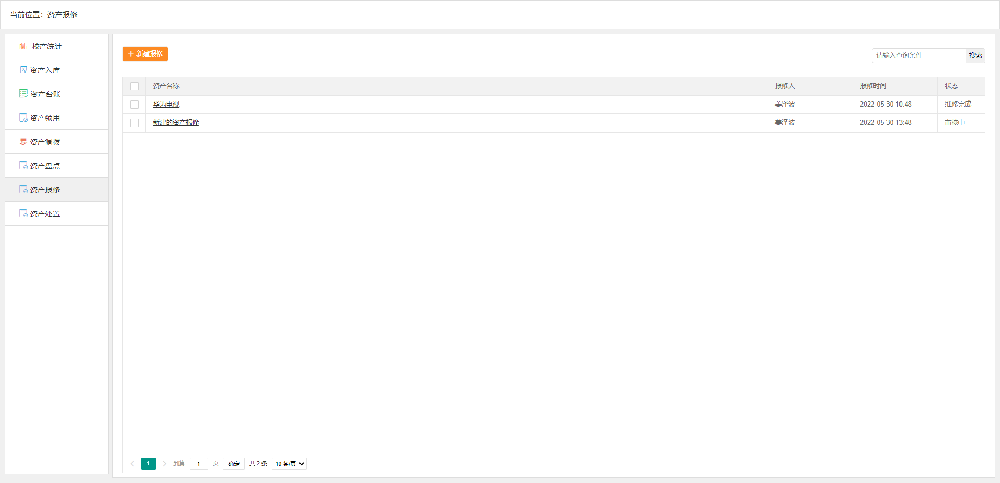 当前位置：资产报修
校产统计
资产入库
资产台账
资产领用
资产调拨
资产盘点
资产报修
资产处置
新建报修
请输入查询条件 搜索
资产名称 报修人 报修时间 状态
华为电视 姜泽波 2022-05-30 10:48 维修完成
新建的资产报修 姜泽波 2022-05-30 13:48 审核中
1 到第 1 页 确定 共 2 条 10 条/页